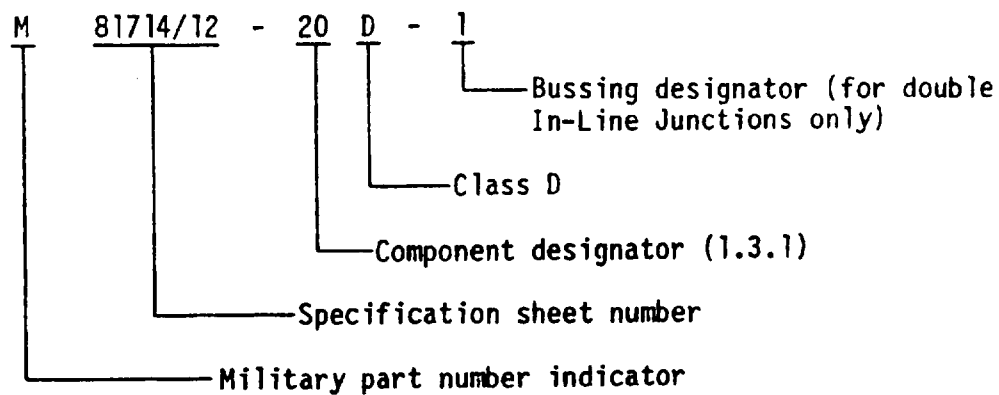 M 81714/12 - 20 D - 1
Bussing designator (for double
In-Line Junctions only)
Class D
Component designator (1.3.1)
Specification sheet number
Military part number indicator